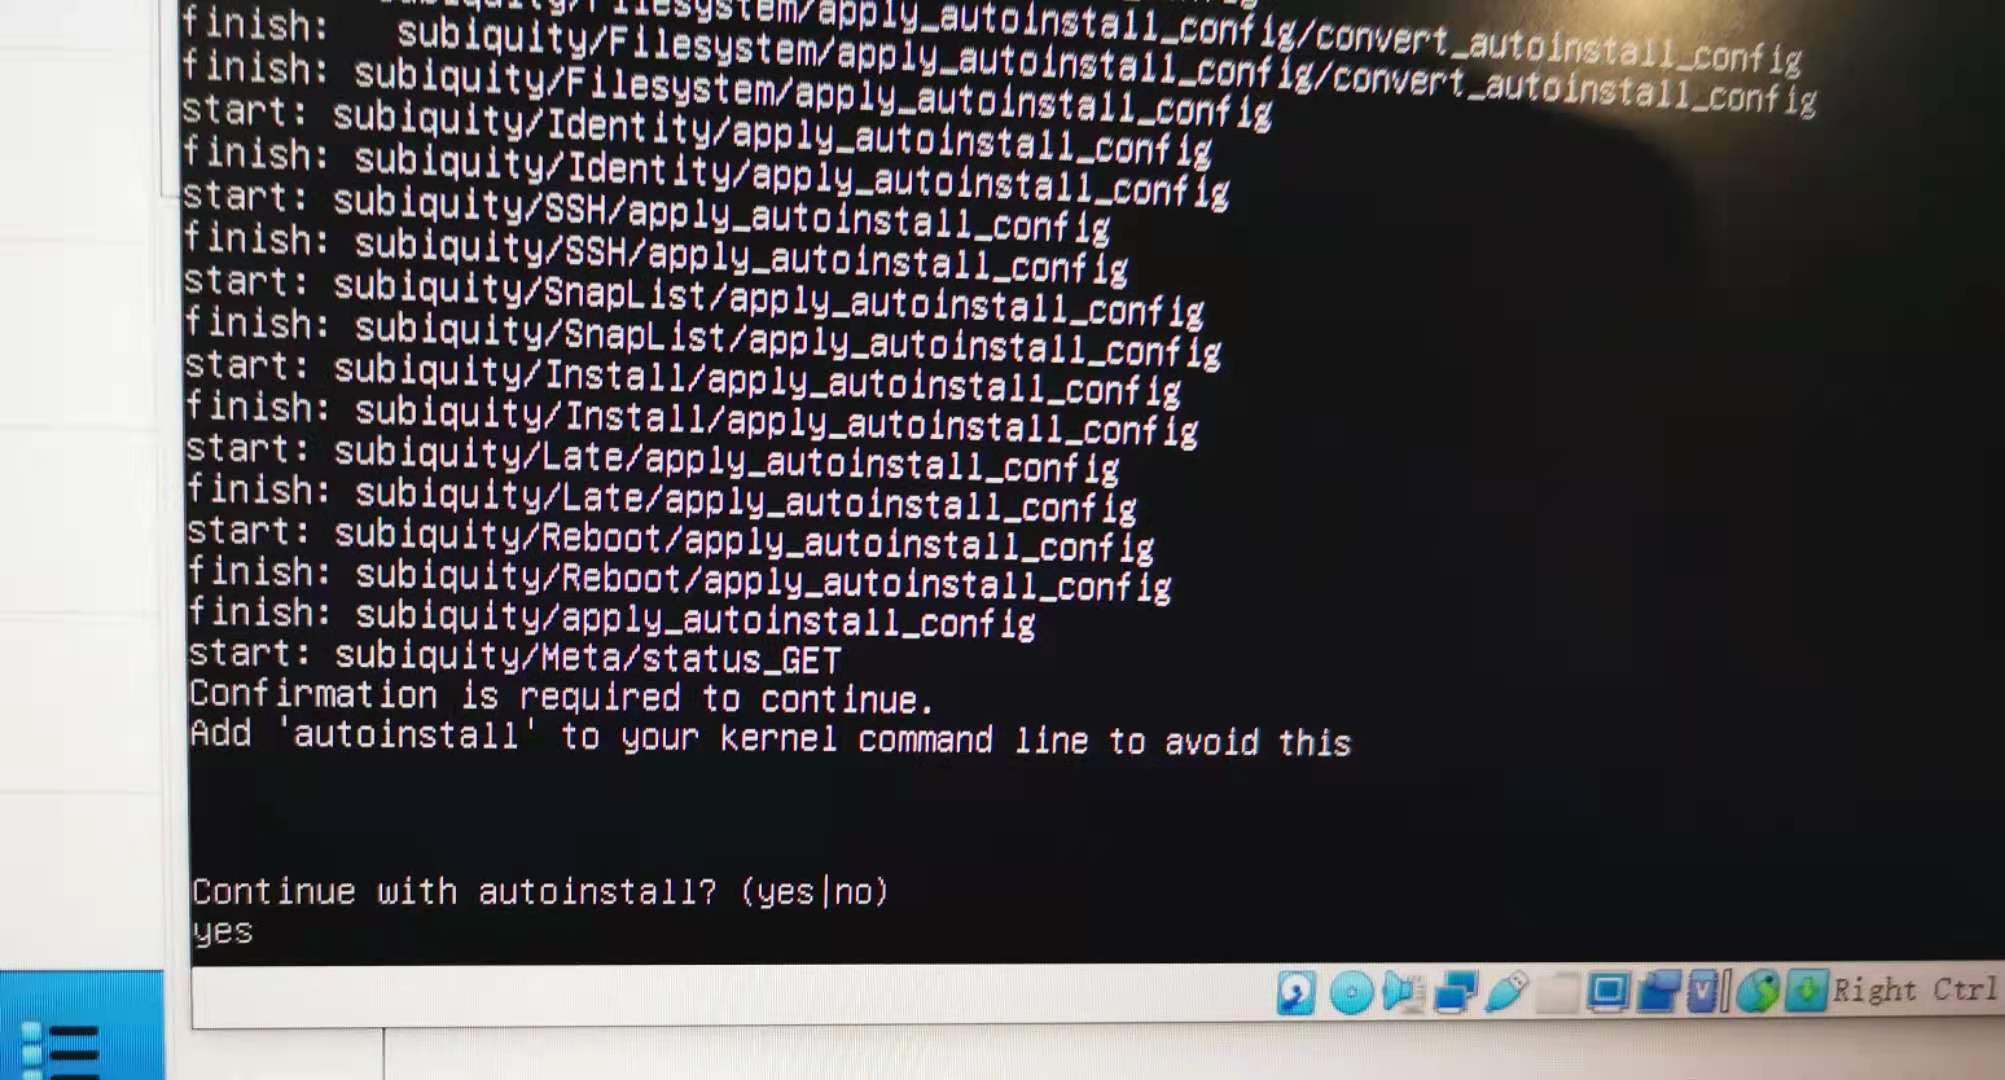 subiquity/Filesystem/apply_autoinstall_config/convert_autoinstall_config
finish: subiquity/Filesystem/apply_autoinstall_config/convert_autoinstall_config
finish: subiquity/Filesystem/apply_autoinstall_config
start: subiquity/Identity/apply_autoinstall_config
finish: subiquity/Identity/apply_autoinstall_config
start: subiquity/SSH/apply_autoinstall_config
finish: subiquity/SSH/apply_autoinstall_config
start: subiquity/SnapList/apply_autoinstall_config
finish: subiquity/SnapList/apply_autoinstall_config
start: subiquity/Install/apply_autoinstall_config
finish: subiquity/Install/apply_autoinstall_config
start: subiquity/Late/apply_autoinstall_config
finish: subiquity/Late/apply_autoinstall_config
start: subiquity/Reboot/apply_autoinstall_config
finish: subiquity/Reboot/apply_autoinstall_config
finish: subiquity/apply_autoinstall_config
start: subiquity/Meta/status_GET
Confirmation is required to continue.
Add 'autoinstall' to your kernel command line to avoid this
Continue with autoinstall? (yes|no)
yes
Right Ctrl